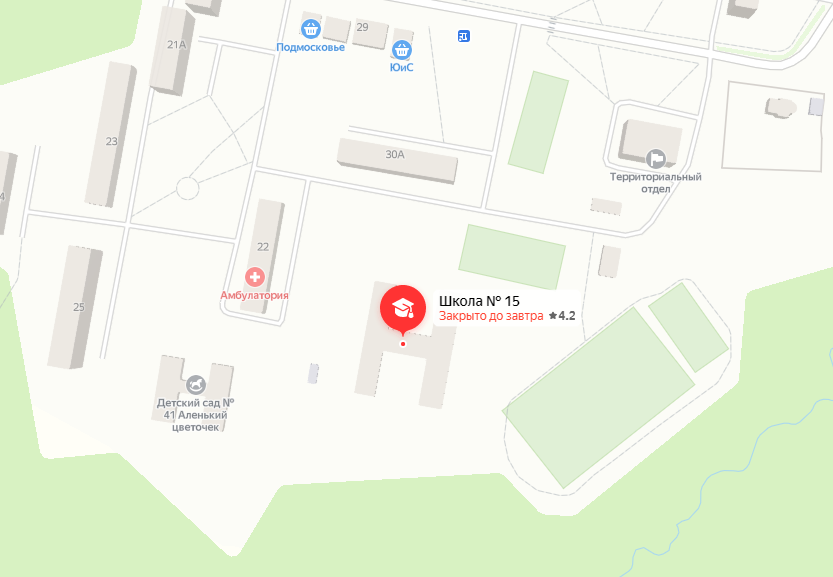 29
21А
Подмосковье
ЮиС
23
30А
Территориальный
отдел
22
Амбулатория
25
Школа № 15
Закрыто до завтра ★4.2
Детский сад №
41 Аленький
цветочек
4